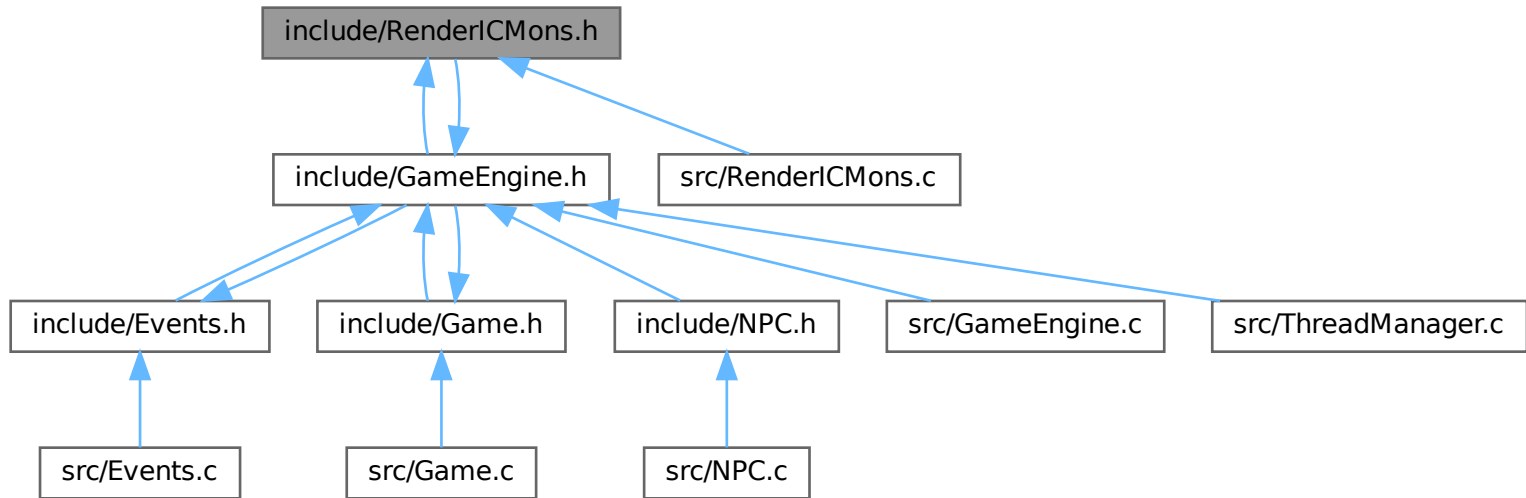 include/RenderICMons.h
include/GameEngine.h
src/RenderICMons.c
include/Events.h
include/Game.h
include/NPC.h
src/GameEngine.c
src/ThreadManager.c
src/Events.c
src/Game.c
src/NPC.c